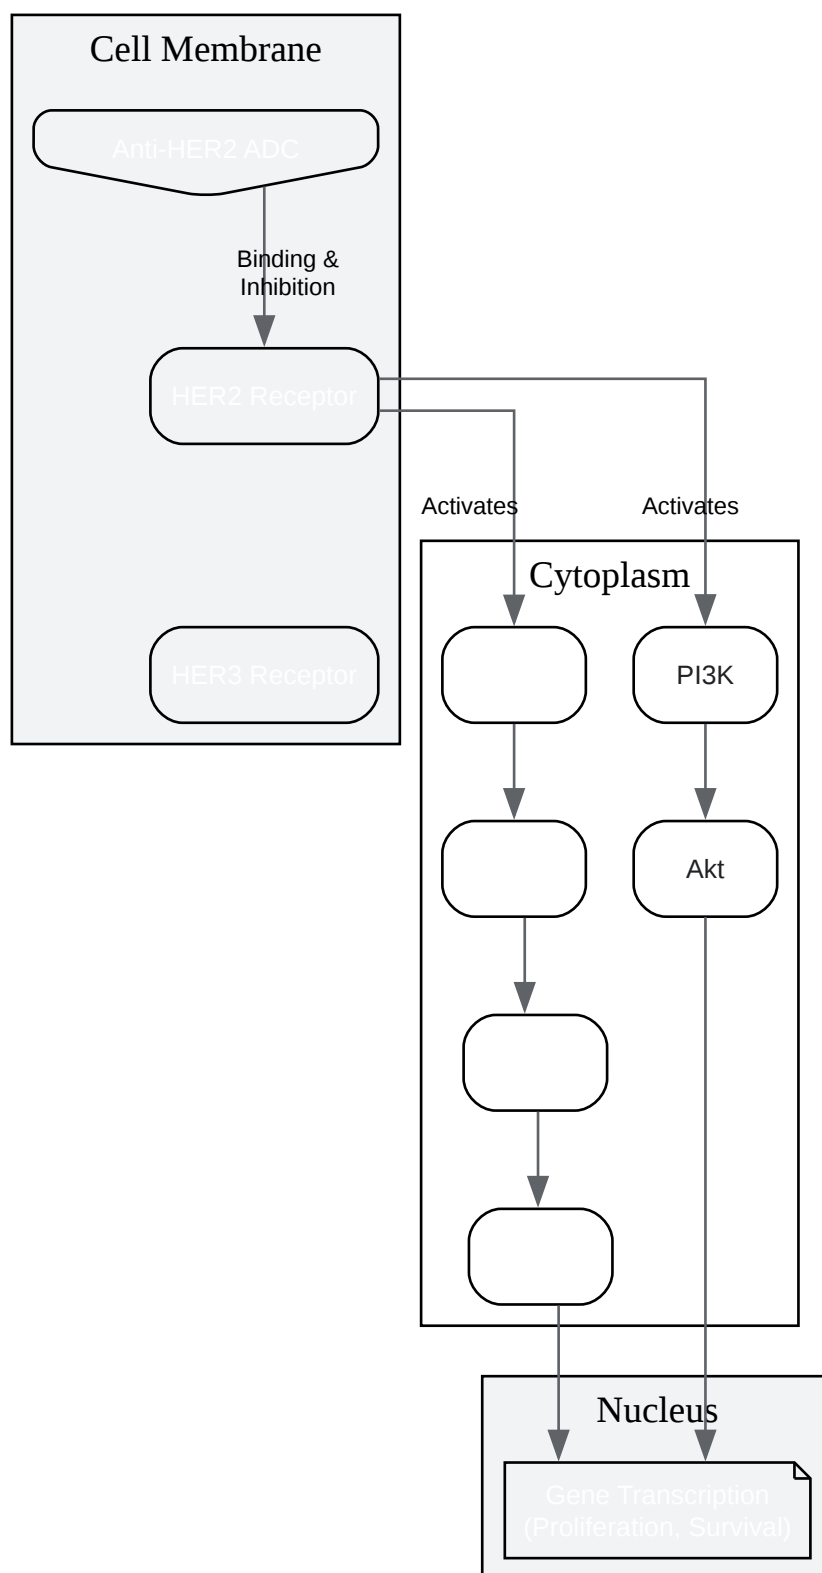 Cell Membrane
Anti-HER2 ADC
Binding &
Inhibition
HER2 Receptor
Activates
Activates
Cytoplasm
HER3 Receptor
PI3K
Akt
Nucleus
Gene Transcription
(Proliferation, Survival)